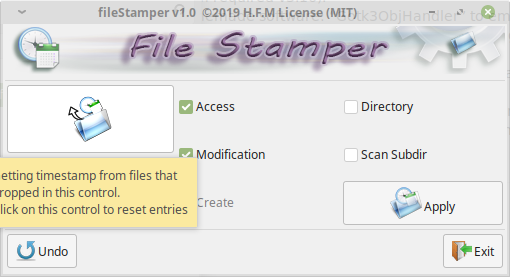 fileStamper v1.0 ©2019 H.F.M License (MIT)
File Stamper
Access
Directory
Modification
Scan Subdir
etting timestamp from files that
ropped in this control.
lick on this control to reset entries
Create
Apply
Undo
Exit